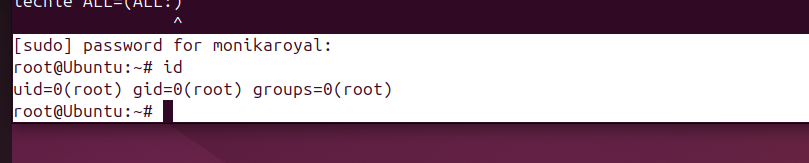 techie ALL=(ALL:)
^
[sudo] password for monikaroyal:
root@Ubuntu:~# id
uid=0(root) gid=0(root) groups=0(root)
root@Ubuntu:~#